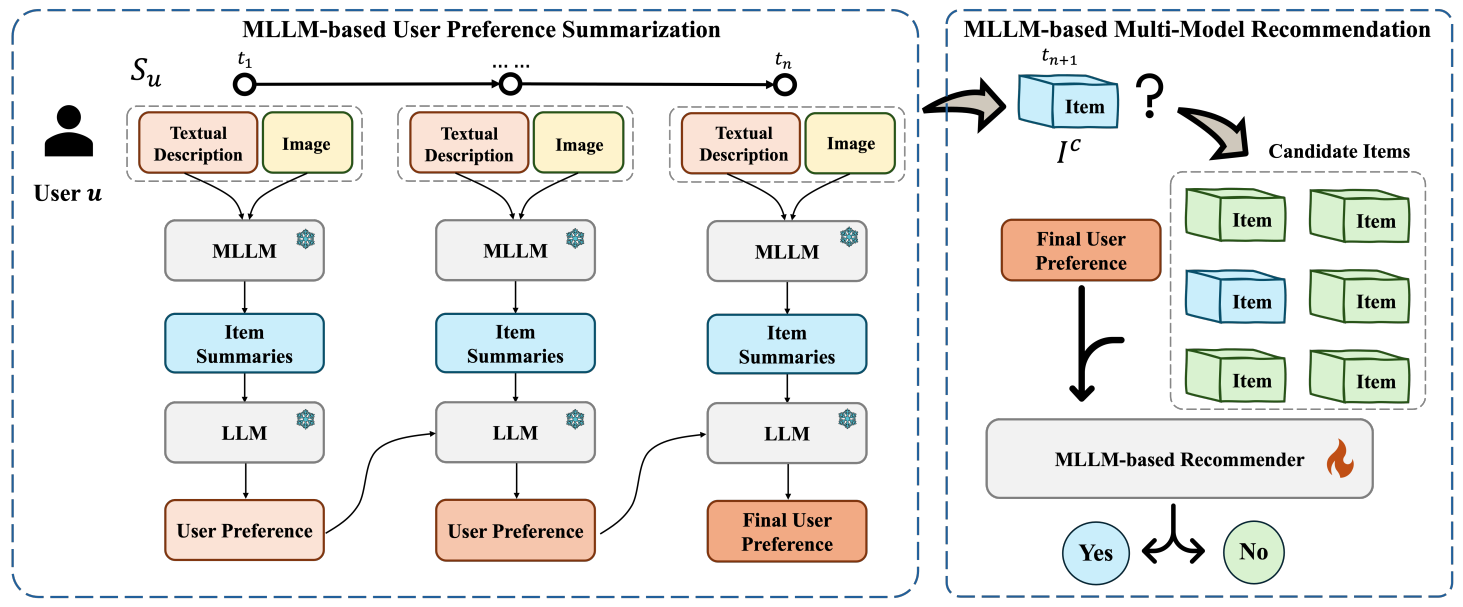 MLLM-based User Preference Summarization
S_u
t_1
... ...
t_n
User u
Textual
Description
Image
Textual
Description
Image
Textual
Description
Image
MLLM
MLLM
MLLM
Item
Summaries
Item
Summaries
Item
Summaries
LLM
LLM
LLM
User Preference
User Preference
Final User
Preference
MLLM-based Multi-Model Recommendation
t_{n+1}
Item
?
I^C
Candidate Items
Item
Item
Item
Item
Item
Item
Final User
Preference
MLLM-based Recommender
Yes
No